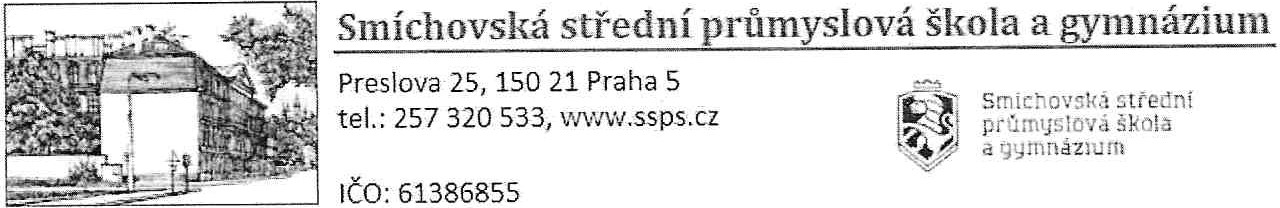 Smíchovská střední průmyslová škola a gymnázium
Preslova 25, 150 21 Praha 5
tel.: 257 320 533, www.ssps.cz
IČO: 61386855
Smíchovská střední
průmyslová škola
a gymnázium